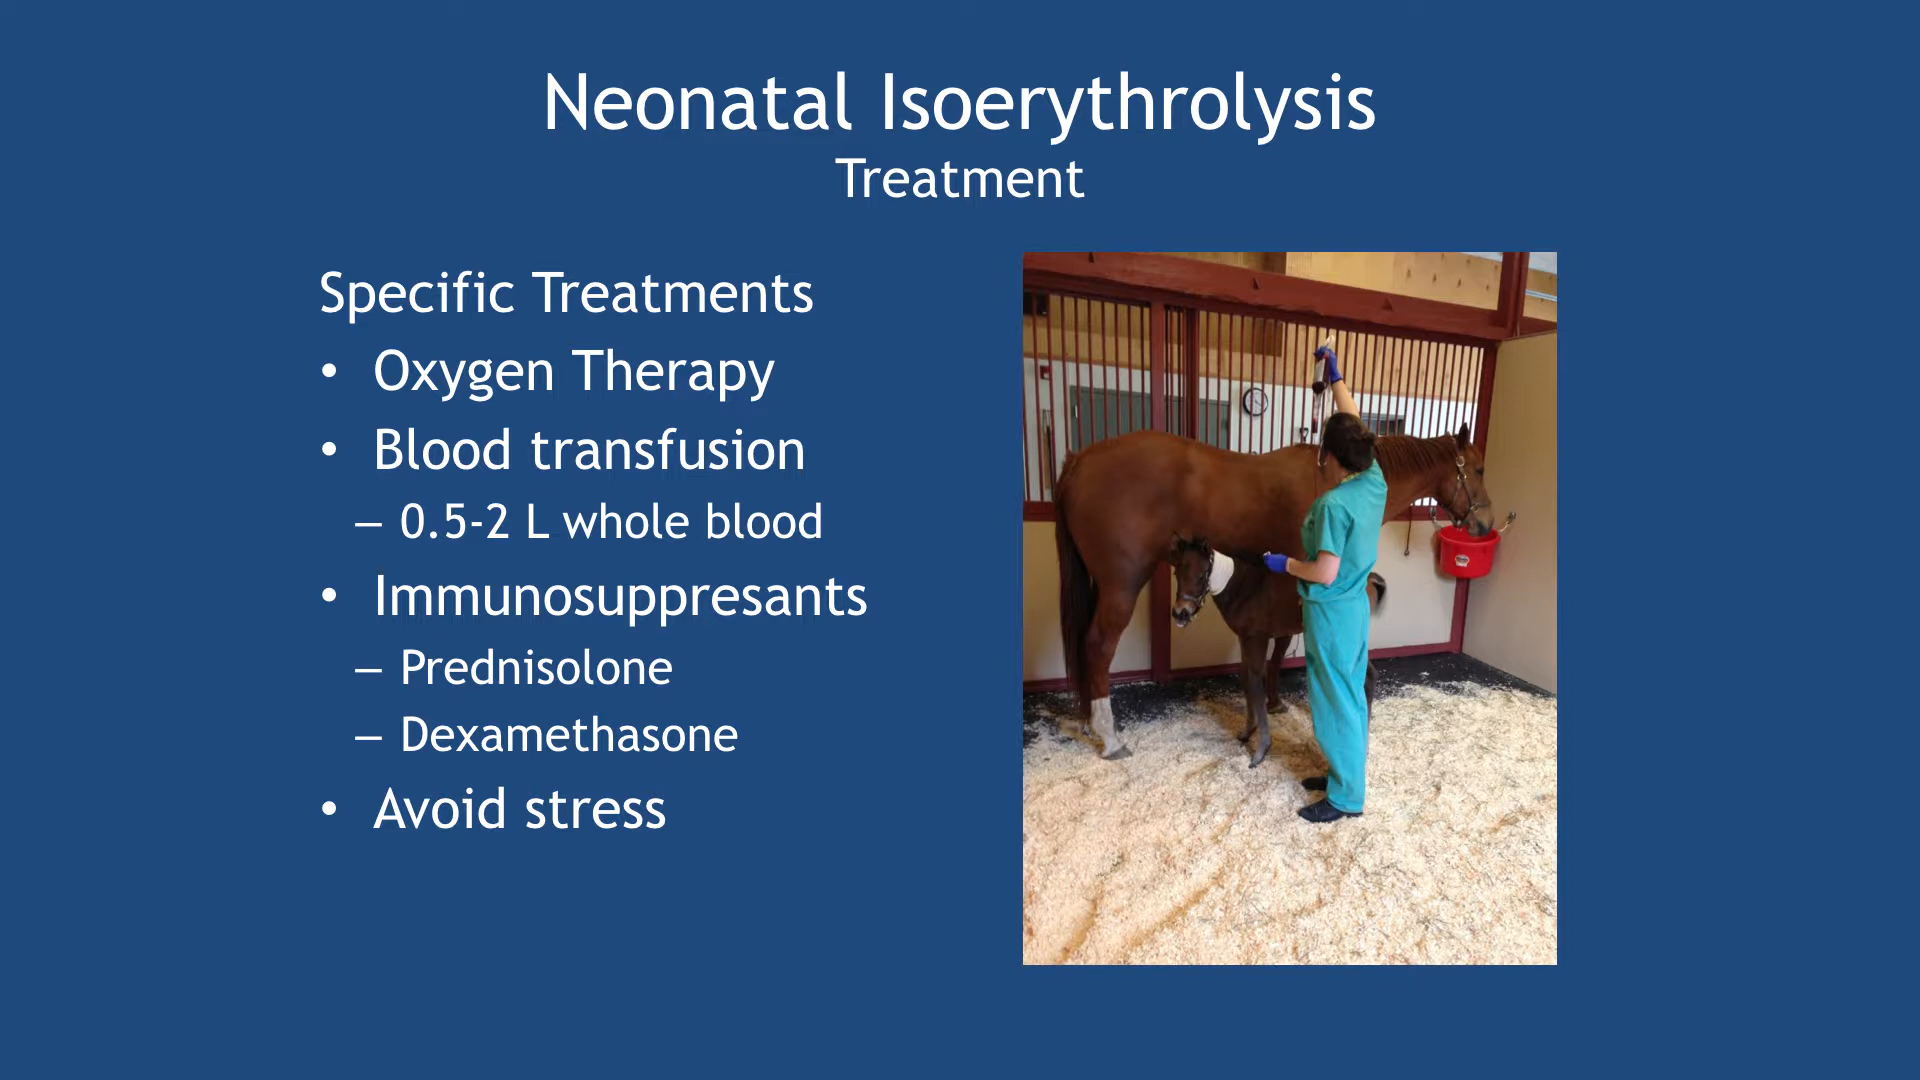 Neonatal Isoerythrolysis
Treatment
Specific Treatments
• Oxygen Therapy
• Blood transfusion
– 0.5-2 L whole blood
• Immunosuppresants
– Prednisolone
– Dexamethasone
• Avoid stress